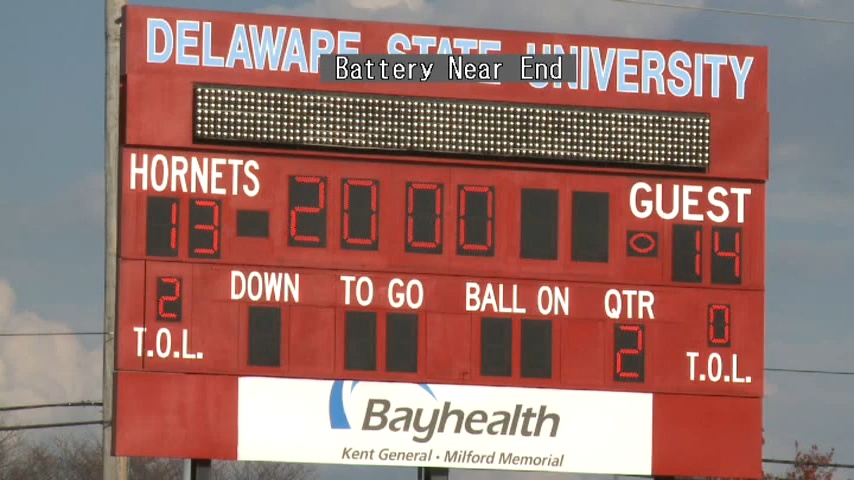 DELAWARE STATE UNIVERSITY
Battery Near End
HORNETS GUEST
13 20 00 14
2 DOWN TO GO BALL ON QTR 0
T.O.L. 2 T.O.L.
Bayhealth
Kent General • Milford Memorial